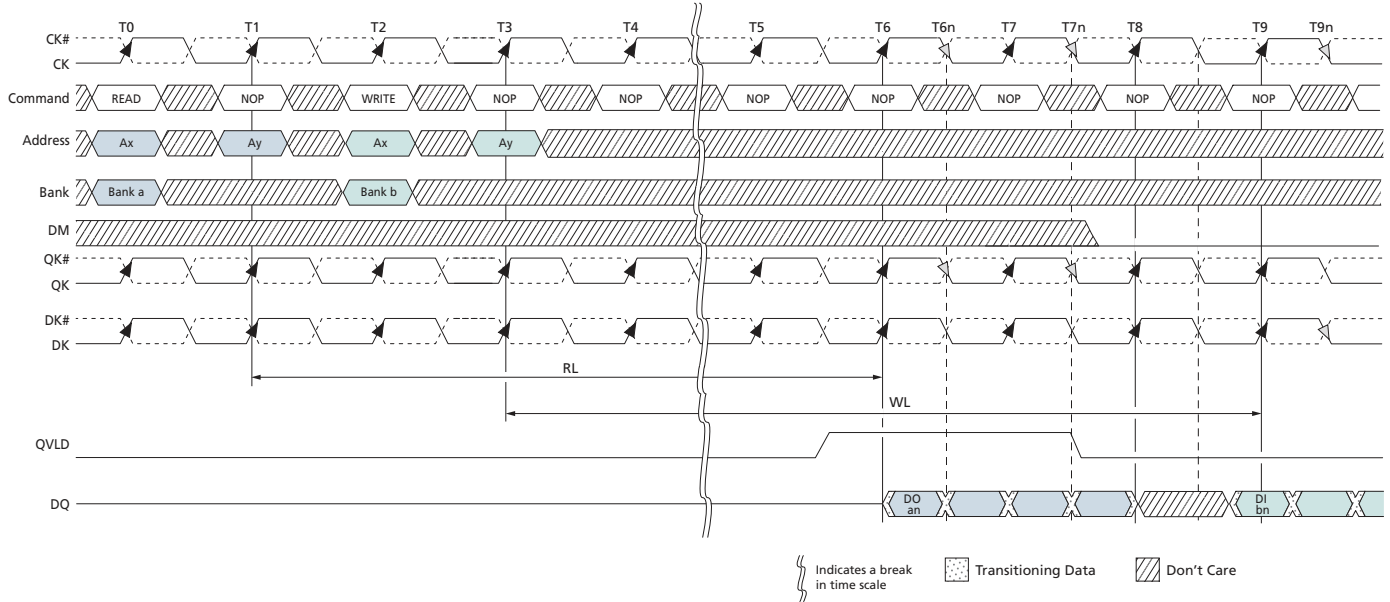 T0 T1 T2 T3 T4 T5 T6 T6n T7 T7n T8 T9 T9n
CK#
CK
Command READ NOP WRITE NOP NOP NOP NOP NOP NOP NOP
Address Ax Ay Ax Ay
Bank Bank a Bank b
DM
QK#
QK
DK#
DK
RL
WL
QVLD
DQ DO an DI bn
Indicates a break
in time scale
Transitioning Data
Don't Care